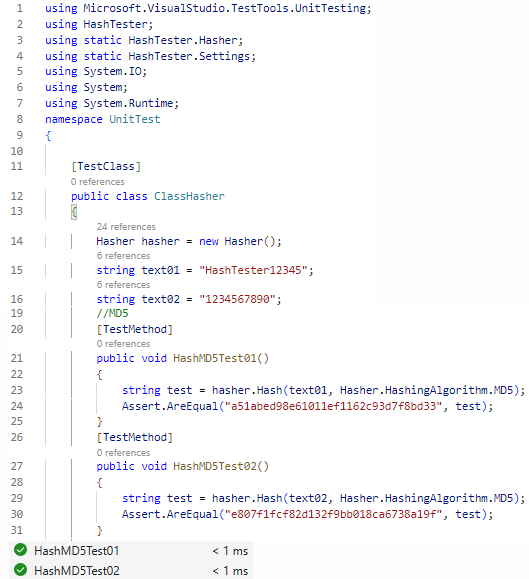 1 using Microsoft.VisualStudio.TestTools.UnitTesting;
2 using HashTester;
3 using static HashTester.Hasher;
4 using static HashTester.Settings;
5 using System.IO;
6 using System;
7 using System.Runtime;
8 namespace UnitTest
9 {
10
11 [TestClass]
0 references
12 public class ClassHasher
13 {
24 references
14 Hasher hasher = new Hasher();
6 references
15 string text01 = "HashTester12345";
6 references
16 string text02 = "1234567890";
19 //MD5
20 [TestMethod]
0 references
21 public void HashMD5Test01()
22 {
23 string test = hasher.Hash(text01, Hasher.HashingAlgorithm.MD5);
24 Assert.AreEqual("a51abed98e61011ef1162c93d7f8bd33", test);
25 }
26 [TestMethod]
0 references
27 public void HashMD5Test02()
28 {
29 string test = hasher.Hash(text02, Hasher.HashingAlgorithm.MD5);
30 Assert.AreEqual("e807f1fcf82d132f9bb018ca6738a19f", test);
31 }
HashMD5Test01 < 1 ms
HashMD5Test02 < 1 ms